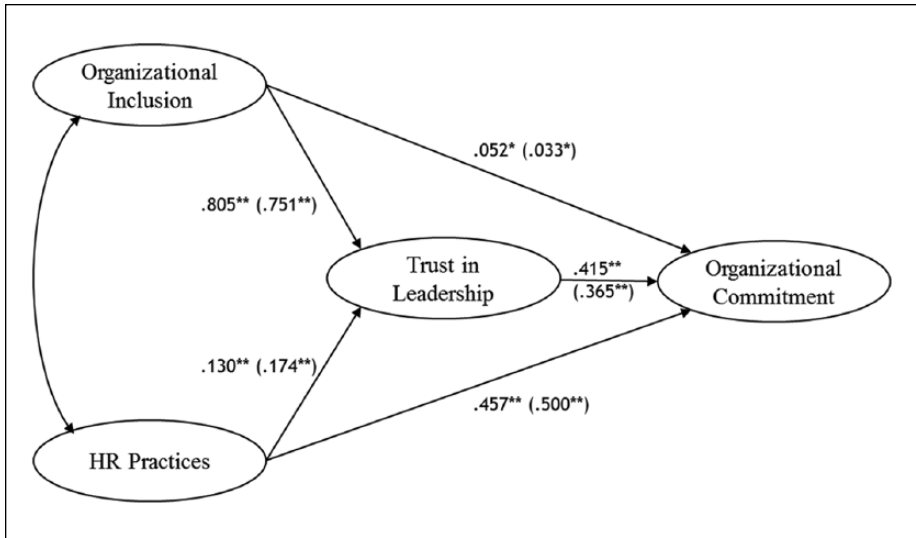 Organizational
Inclusion
.052* (.033*)
.805** (.751**)
Trust in
Leadership
.415**
(.365**)
Organizational
Commitment
.130** (.174**)
.457** (.500**)
HR Practices